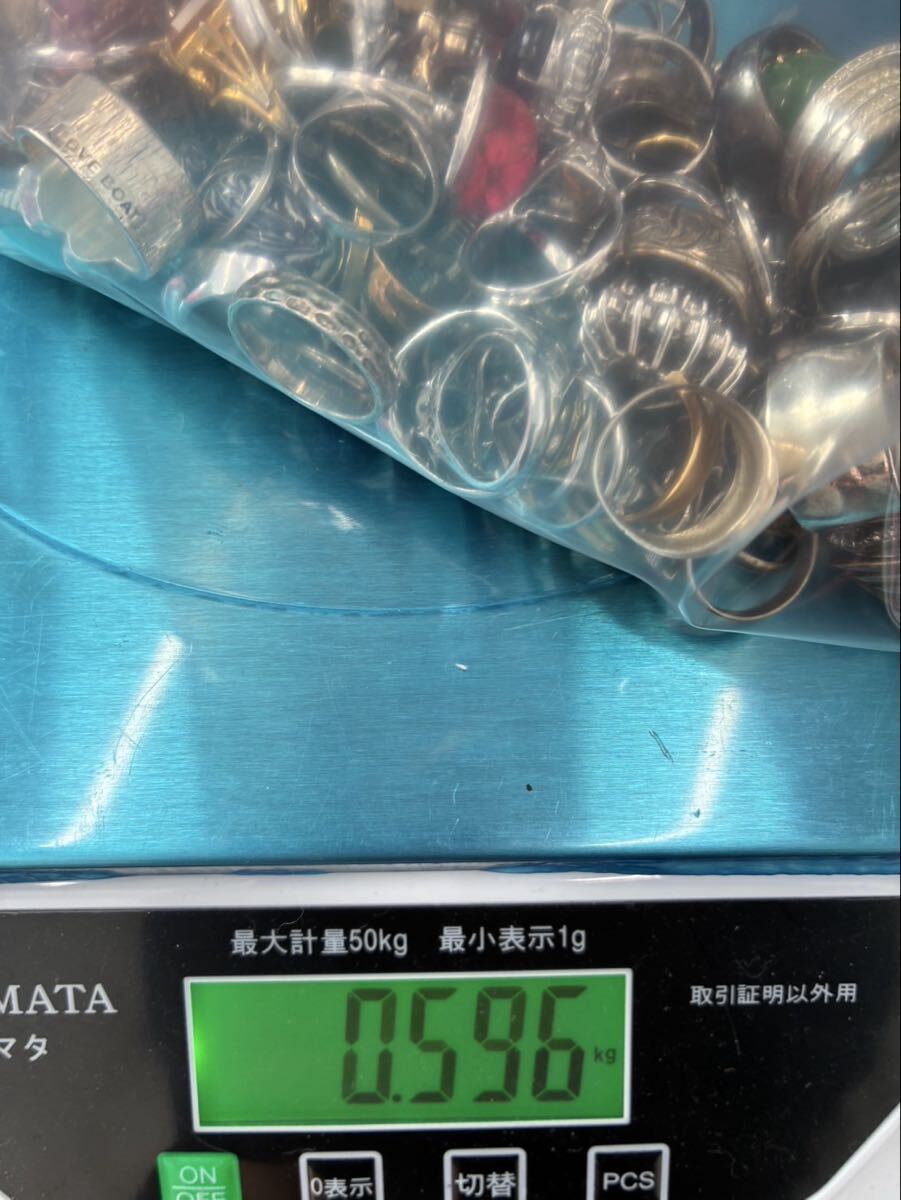 LOVE BOAT
最大計量50kg 最小表示1g
MATA
マタ
取引証明以外用
0.596 kg
ON
OFF
0表示
切替
PCS